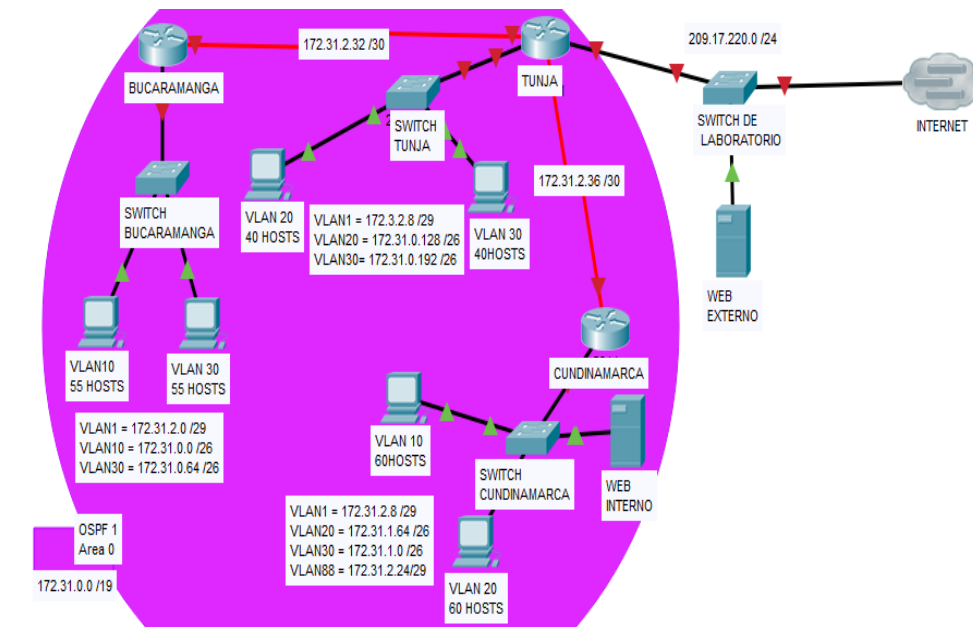 172.31.2.32 /30
BUCARAMANGA
TUNJA
209.17.220.0 /24
INTERNET
SWITCH DE
LABORATORIO
SWITCH
TUNJA
172.31.2.36 /30
VLAN 20
40 HOSTS
VLAN1 = 172.3.2.8 /29
VLAN20 = 172.31.0.128 /26
VLAN30= 172.31.0.192 /26
VLAN 30
40HOSTS
SWITCH
BUCARAMANGA
WEB
EXTERNO
VLAN10
55 HOSTS
VLAN 30
55 HOSTS
CUNDINAMARCA
VLAN1 = 172.31.2.0 /29
VLAN10 = 172.31.0.0 /26
VLAN30 = 172.31.0.64 /26
VLAN 10
60HOSTS
SWITCH
CUNDINAMARCA
WEB
INTERNO
VLAN1 = 172.31.2.8 /29
VLAN20 = 172.31.1.64 /26
VLAN30 = 172.31.1.0 /26
VLAN88 = 172.31.2.24/29
OSPF 1
Area 0
172.31.0.0 /19
VLAN 20
60 HOSTS